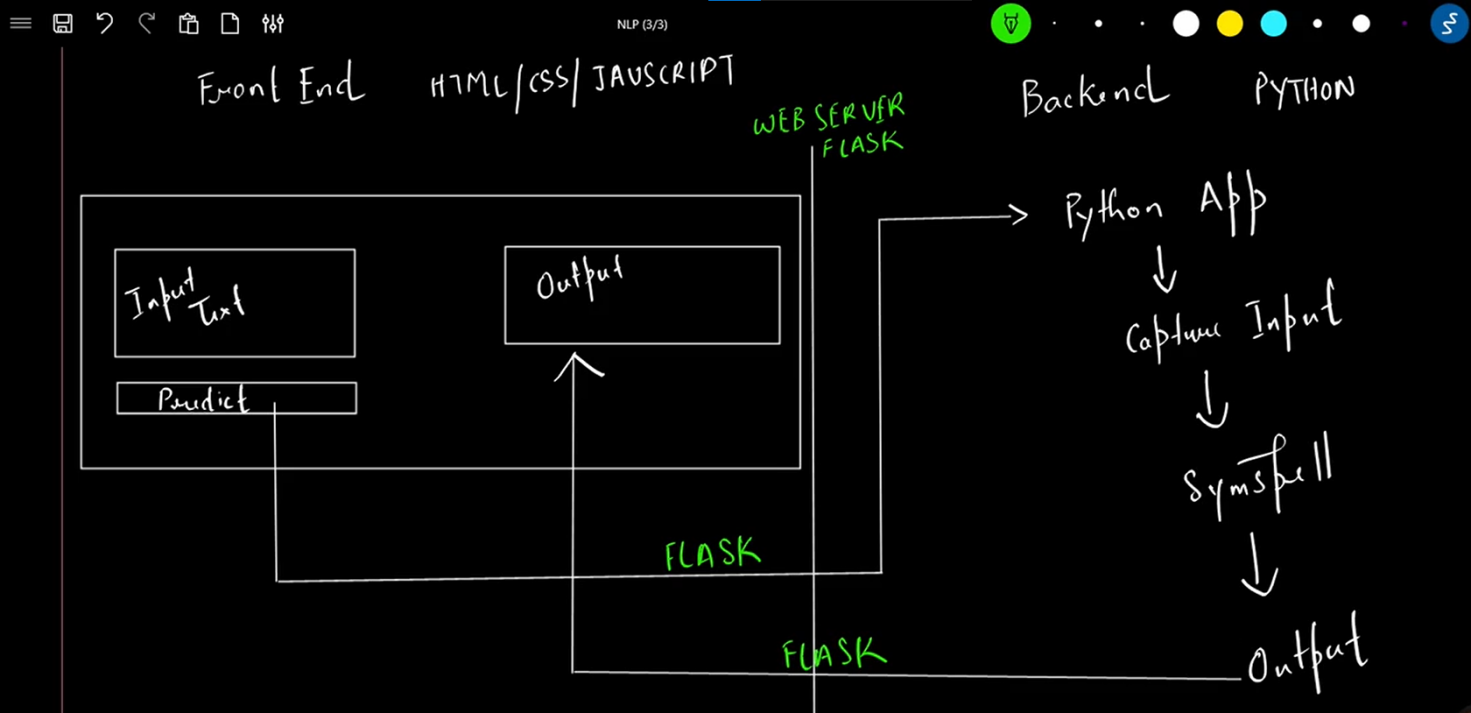 NLP (3/3)
Front End HTML/CSS/JAVSCRIPT
WEB SERVER
FLASK
Backend PYTHON
Input
Text
Predict
Output
Python App
Capture Input
Symspell
Output
FLASK
FLASK